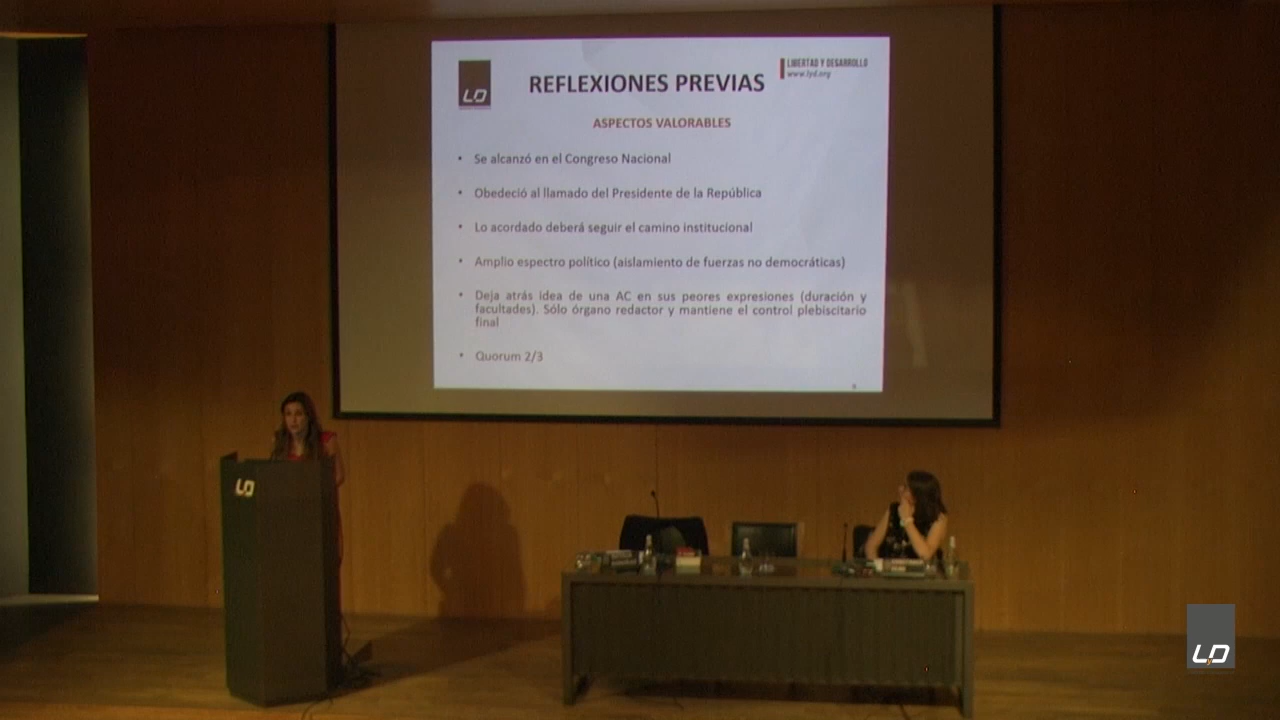 LyD
REFLEXIONES PREVIAS
LIBERTAD Y DESARROLLO
www.lyd.org
ASPECTOS VALORABLES
• Se alcanzó en el Congreso Nacional
• Obedeció al llamado del Presidente de la República
• Lo acordado deberá seguir el camino institucional
• Amplio espectro político (aislamiento de fuerzas no democráticas)
• Deja atrás idea de una AC en sus peores expresiones (duración y
facultades). Sólo órgano redactor y mantiene el control plebiscitario
final
• Quorum 2/3
LyD
LyD